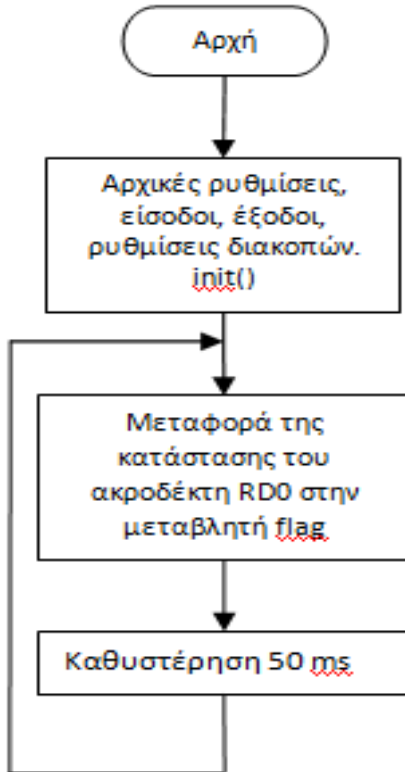 Αρχή
Αρχικές ρυθμίσεις,
είσοδοι, έξοδοι,
ρυθμίσεις διακοπών.
init()
Μεταφορά της
κατάστασης του
ακροδέκτη RD0 στην
μεταβλητή flag
Καθυστέρηση 50 ms